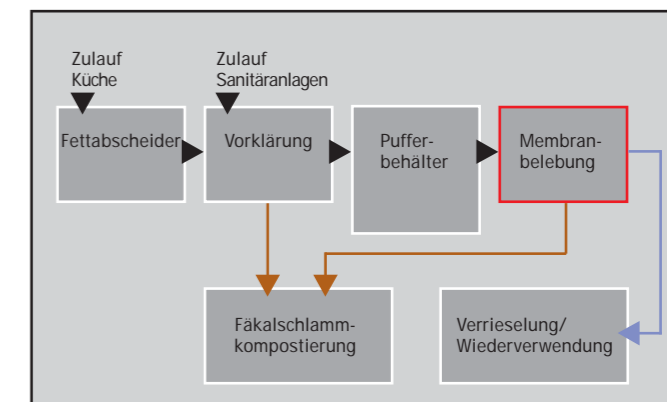 Zulauf
Küche
Zulauf
Sanitäranlagen
Fettabscheider
Vorklärung
Puffer-
behälter
Membran-
belebung
Fäkalschlamm-
kompostierung
Verrieselung/
Wiederverwendung